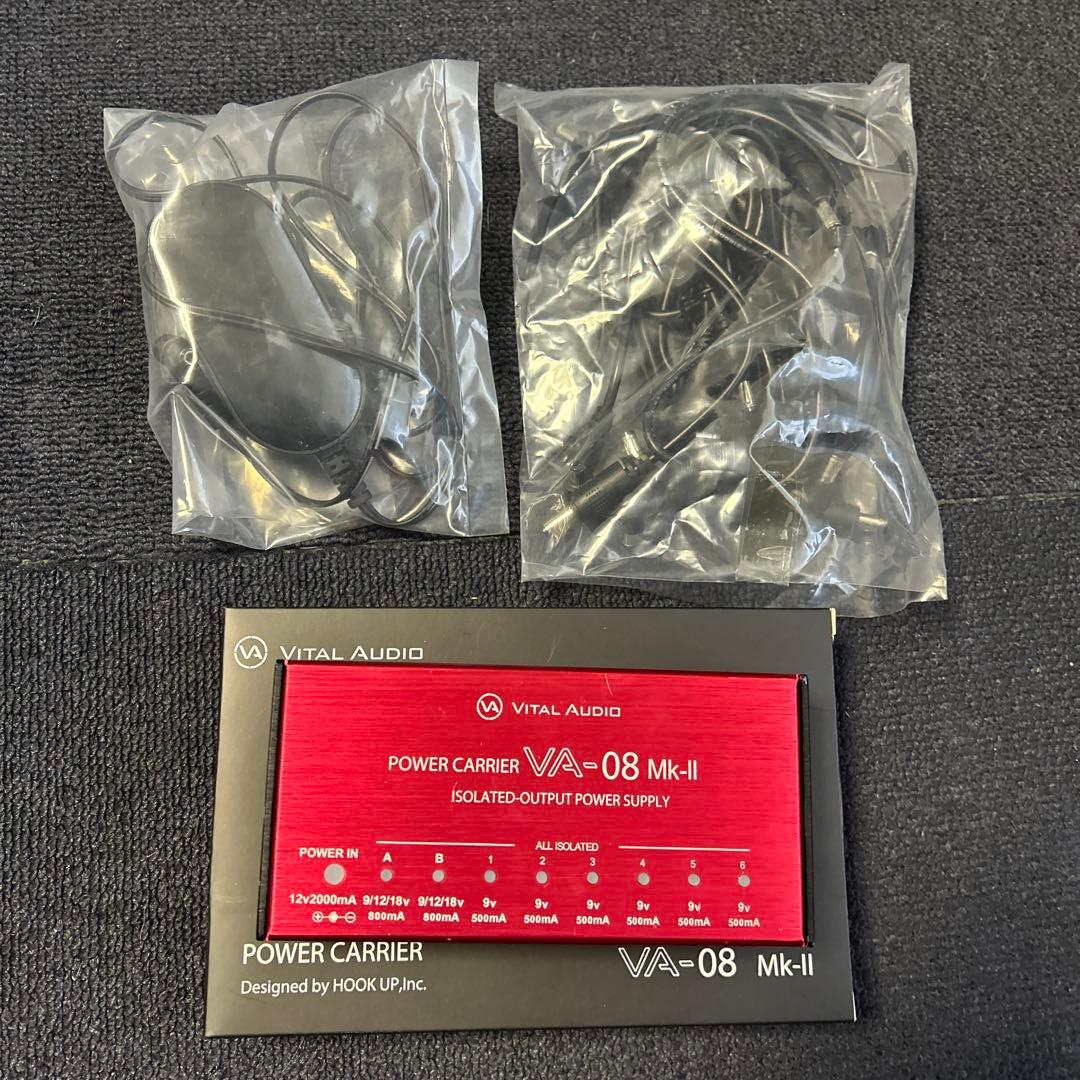 VA VITAL AUDIO
VA VITAL AUDIO
POWER CARRIER VA-08 Mk-II
ISOLATED-OUTPUT POWER SUPPLY
ALL ISOLATED
POWER IN A B 1 2 3 4 5 6
12v2000mA 9/12/18v 9/12/18v 9v 9v 9v 9v 9v 9v
800mA 800mA 500mA 500mA 500mA 500mA 500mA 500mA
POWER CARRIER VA-08 Mk-II
Designed by HOOK UP,Inc.